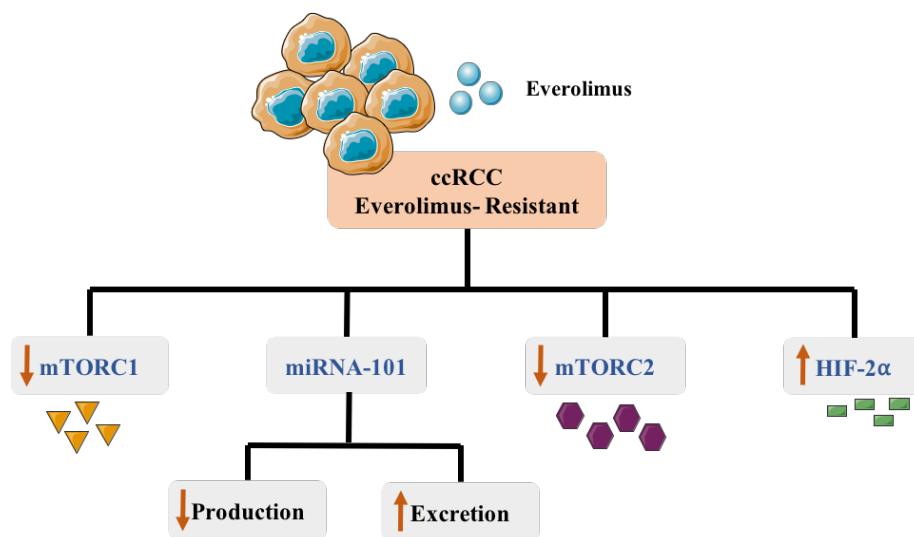 Everolimus
ccRCC
Everolimus- Resistant
mTORC1
miRNA-101
mTORC2
HIF-2α
Production
Excretion